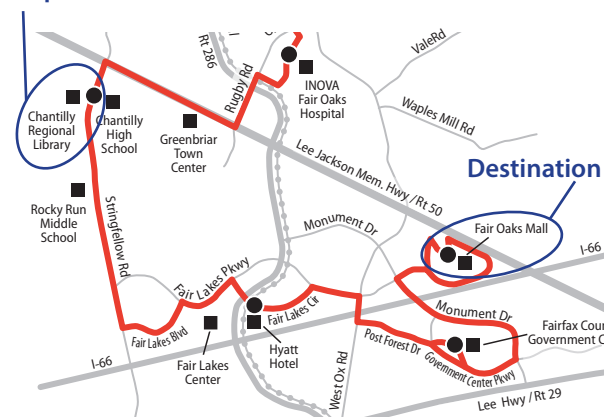 Rt 286
Rugby Rd
INOVA
Fair Oaks
Hospital
ValeRd
Waples Mill Rd
Chantilly
Regional
Library
Chantilly
High
School
Greenbriar
Town
Center
Lee Jackson Mem. Hwy /Rt 50
Destination
Rocky Run
Middle
School
Stringfellow Rd
Monument Dr
Fair Oaks Mall
I-66
Fair Lakes Pkwy
Fair Lakes Cir
Monument Dr
Fair Lakes Blvd
Fair Lakes
Center
Hyatt
Hotel
West Ox Rd
Post Forest Dr
Government Center Pkwy
Fairfax Cou
Government C
I-66
Lee Hwy / Rt 29